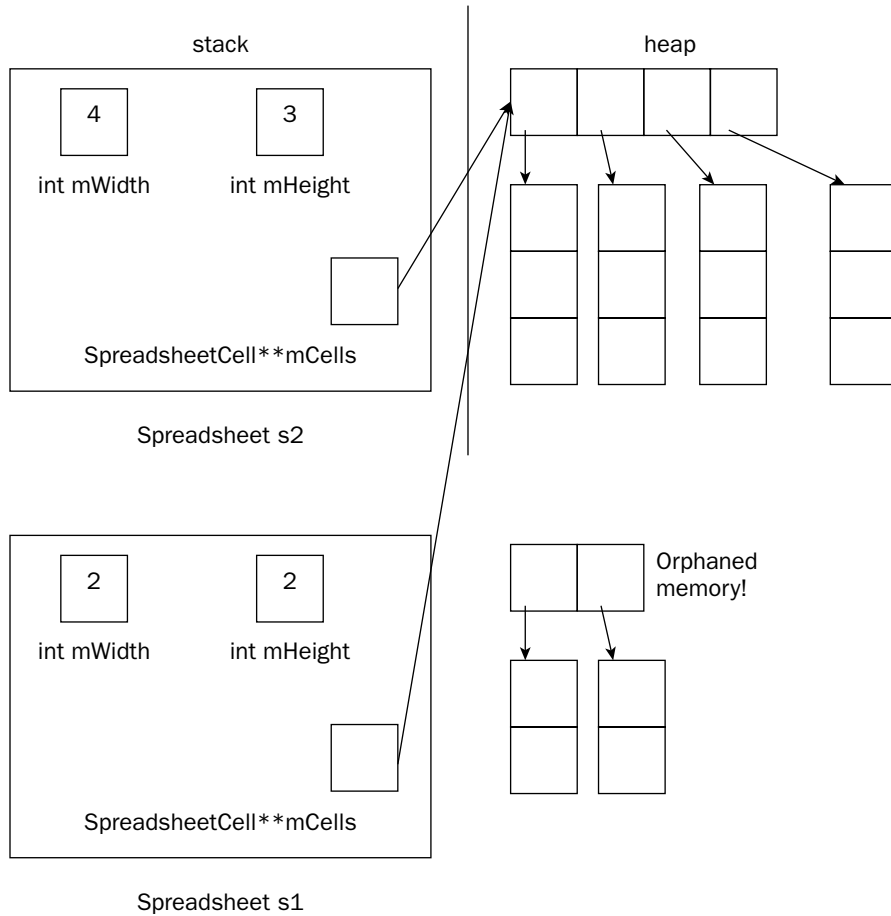 stack
heap
4
3
int mWidth
int mHeight
SpreadsheetCell**mCells
Spreadsheet s2
2
2
Orphaned
memory!
int mWidth
int mHeight
SpreadsheetCell**mCells
Spreadsheet s1